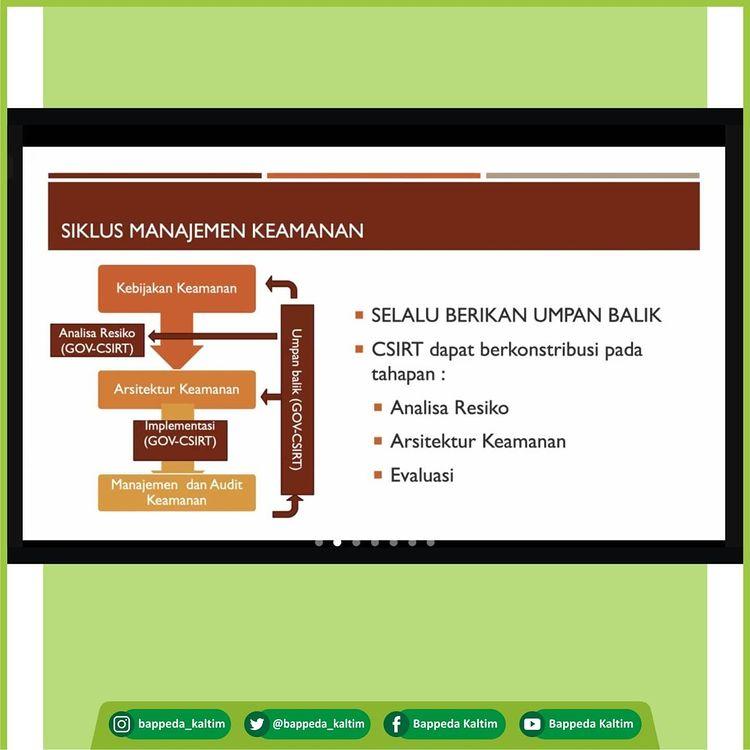 SIKLUS MANAJEMEN KEAMANAN
Kebijakan Keamanan
Analisa Resiko
(GOV-CSIRT)
Arsitektur Keamanan
Implementasi
(GOV-CSIRT)
Manajemen dan Audit
Keamanan
Umpan balik (GOV-CSIRT)
SELALU BERIKAN UMPAN BALIK
CSIRT dapat berkonstribusi pada
tahapan :
Analisa Resiko
Arsitektur Keamanan
Evaluasi
bappeda_kaltim
@bappeda_kaltim
Bappeda Kaltim
Bappeda Kaltim